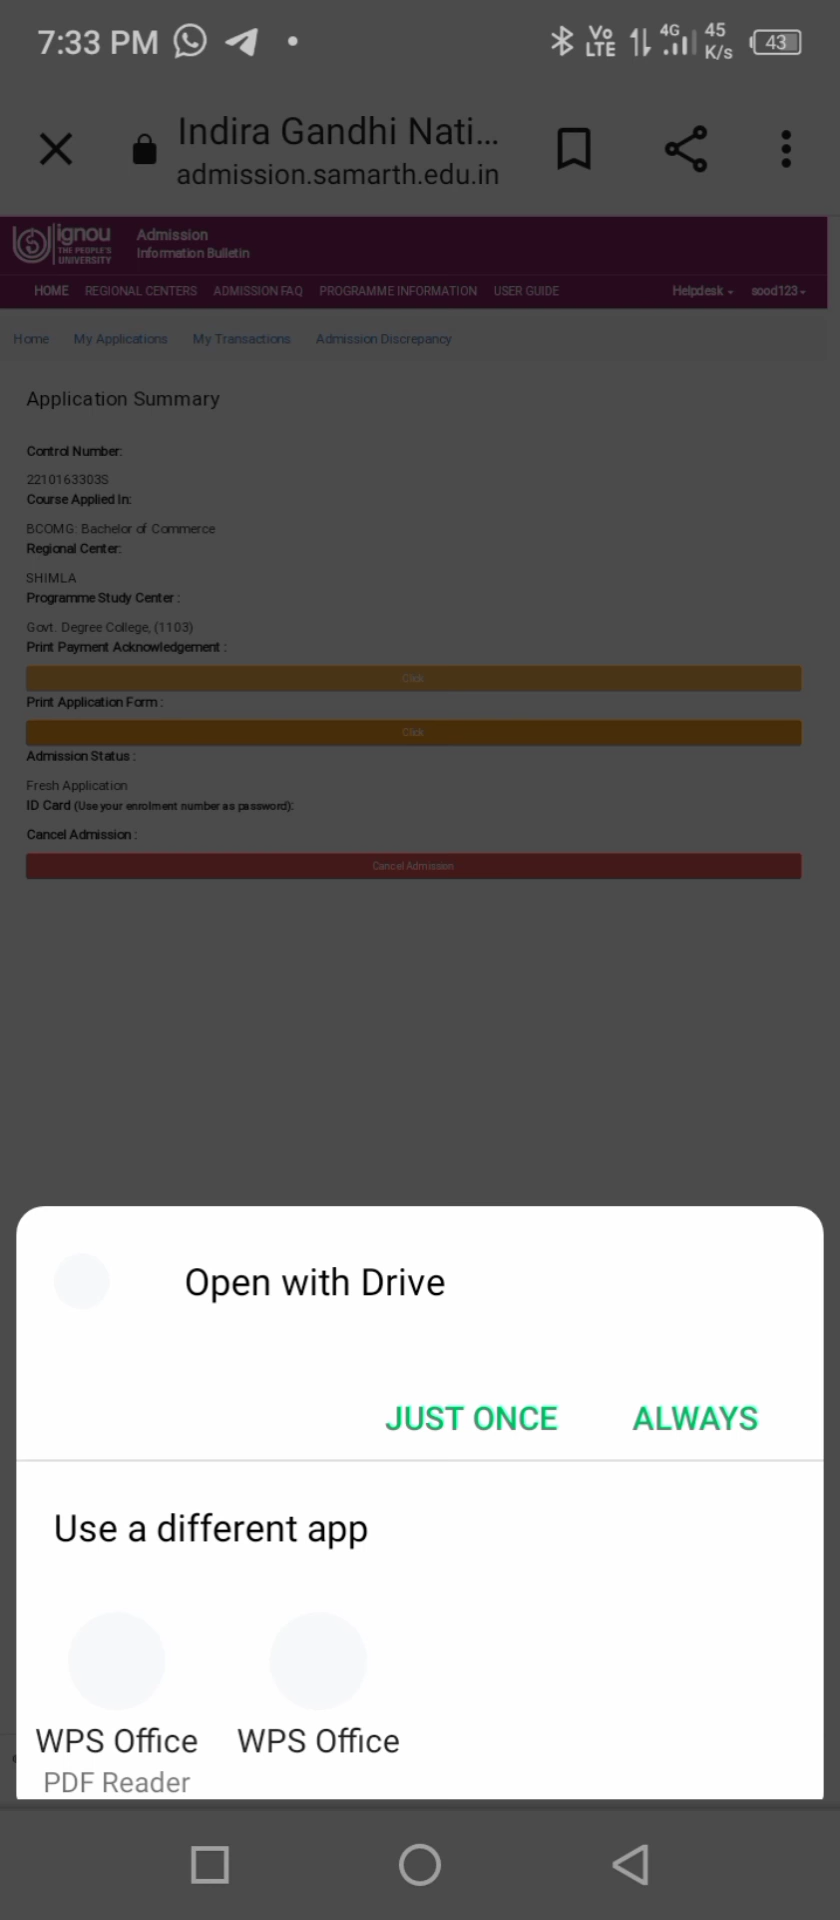 7:33 PM
Vo LTE 4G 45 K/s 43
Indira Gandhi Nati...
admission.samarth.edu.in
ignou
THE PEOPLE'S
UNIVERSITY
Admission
Information Bulletin
HOME REGIONAL CENTERS ADMISSION FAQ PROGRAMME INFORMATION USER GUIDE Helpdesk sood123
Home My Applications My Transactions Admission Discrepancy
Application Summary
Control Number:
2210163303S
Course Applied In:
BCOMG: Bachelor of Commerce
Regional Center:
SHIMLA
Programme Study Center :
Govt. Degree College, (1103)
Print Payment Acknowledgement :
Click
Print Application Form :
Click
Admission Status :
Fresh Application
ID Card (Use your enrolment number as password):
Cancel Admission :
Cancel Admission
Open with Drive
JUST ONCE ALWAYS
Use a different app
WPS Office WPS Office
PDF Reader